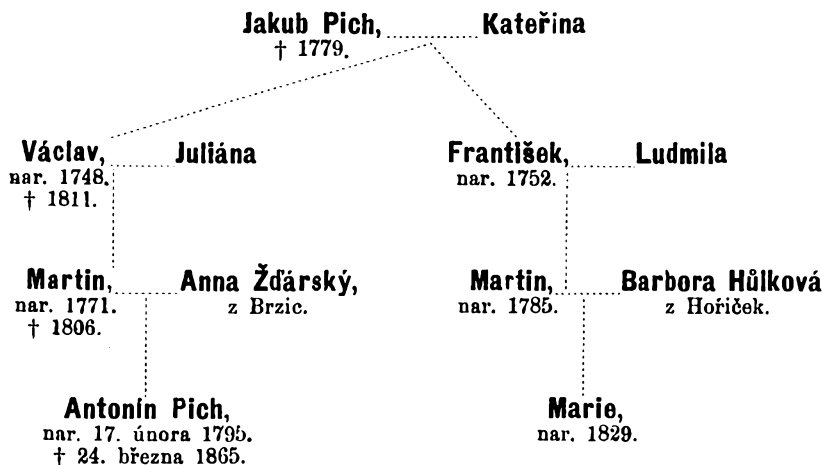 Jakub Pich, Kateřina
† 1779.
Václav, Juliána František, Ludmila
nar. 1748. nar. 1752.
† 1811.
Martin, Anna Žďárský, Martin, Barbora Hůlková
nar. 1771. z Brzic. nar. 1785. z Hořiček.
† 1806.
Antonín Pich, Marie,
nar. 17. února 1795. nar. 1829.
† 24. března 1865.